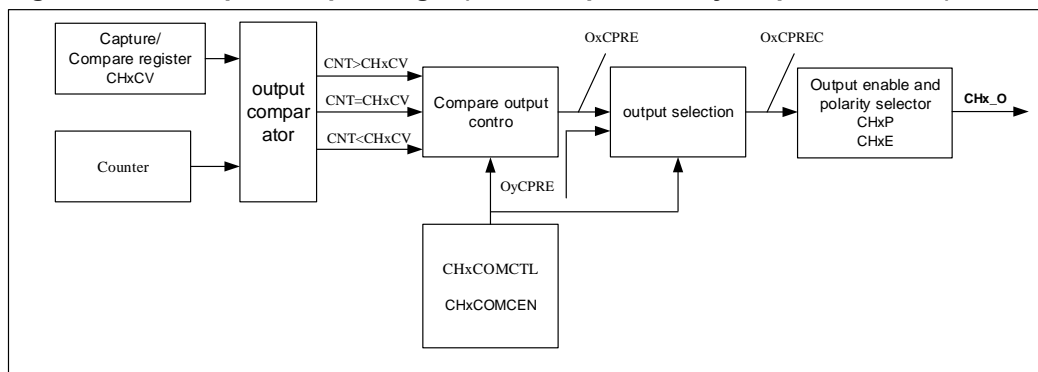 Capture/
Compare register
CHxCV
Counter
output
compar
ator
CNT>CHxCV
CNT=CHxCV
CNT<CHxCV
Compare output
contro
OxCPRE
OyCPRE
output selection
OxCPREC
Output enable and
polarity selector
CHxP
CHxE
CHx_O
CHxCOMCTL
CHxCOMCEN